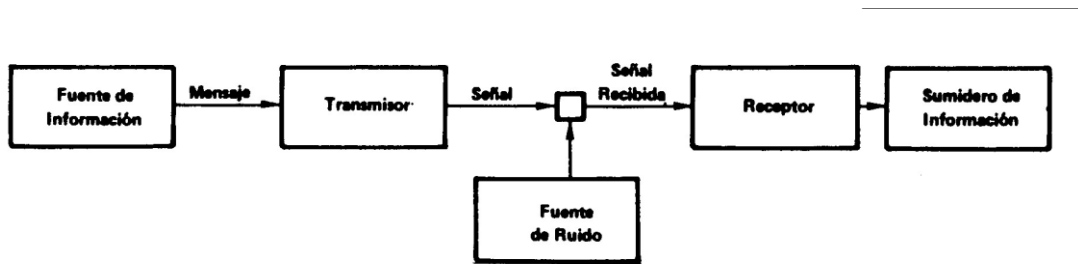 Fuente de
Información
Mensaje
Transmisor
Señal
Señal
Recibida
Receptor
Sumidero de
Información
Fuente
de Ruido